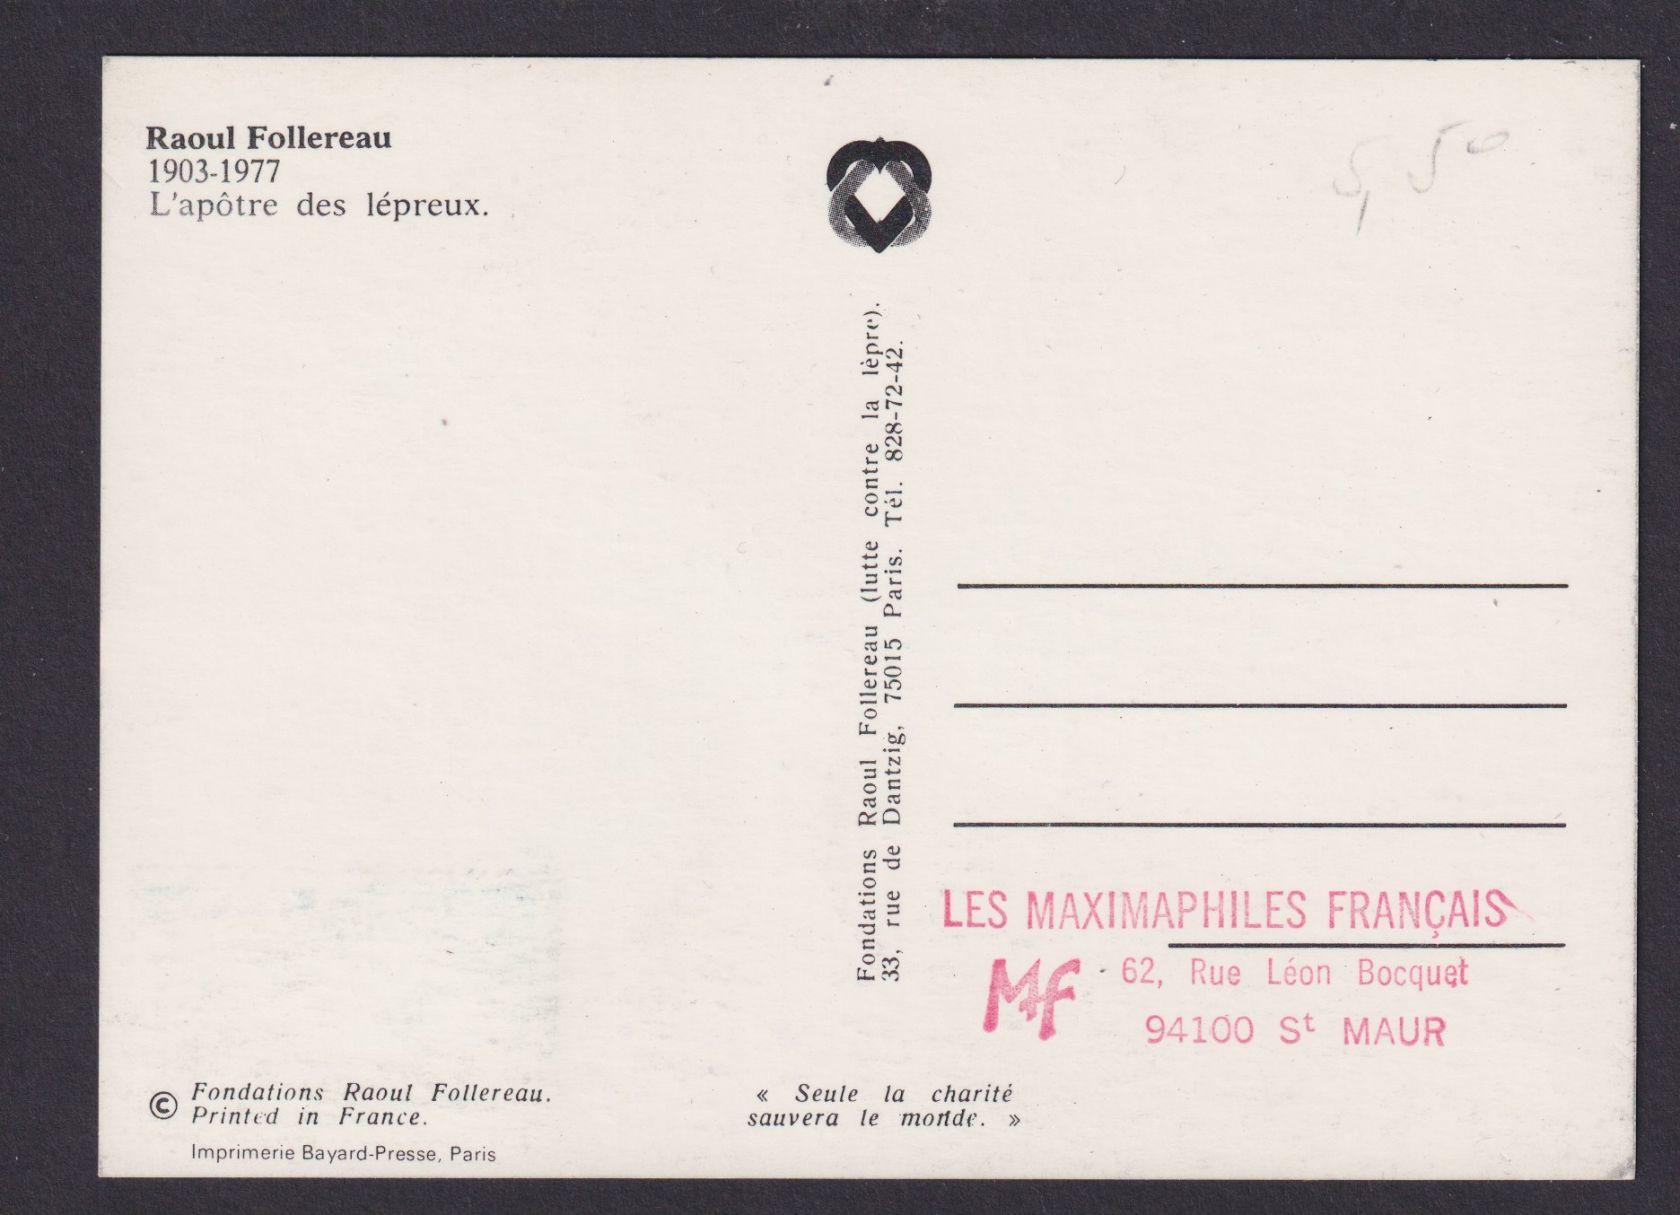 Raoul Follereau
1903-1977
L'apôtre des lépreux.
5,50
Fondations Raoul Follereau (lutte contre la lèpre).
33, rue de Dantzig, 75015 Paris. Tél. 828-72-42.
LES MAXIMAPHILES FRANÇAIS
Mf
62, Rue Léon Bocquet
94100 St MAUR
© Fondations Raoul Follereau.
Printed in France.
Imprimerie Bayard-Presse, Paris
« Seule la charité
sauvera le monde. »